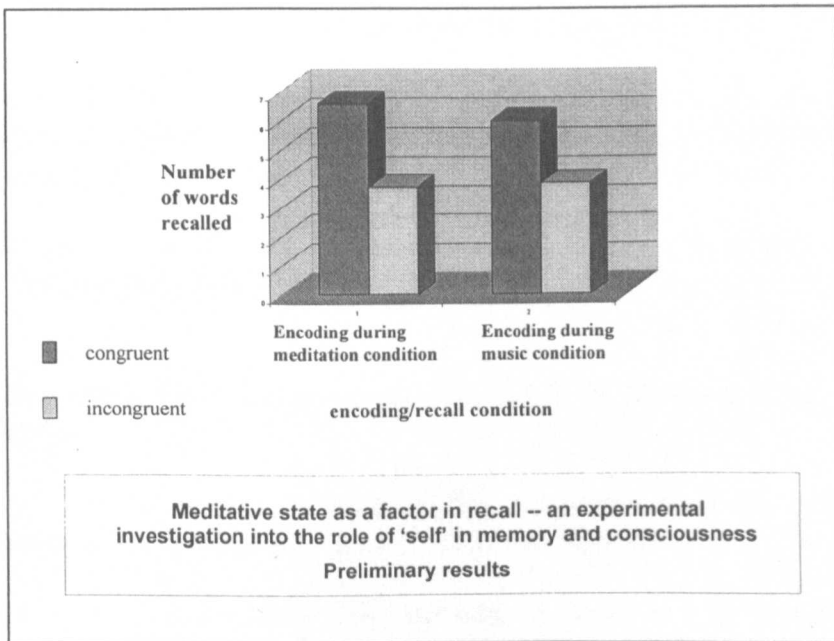 7
6
5
4
3
2
1
0
Number
of words
recalled
1
2
Encoding during
meditation condition
Encoding during
music condition
congruent
incongruent
encoding/recall condition
Meditative state as a factor in recall -- an experimental
investigation into the role of 'self' in memory and consciousness
Preliminary results